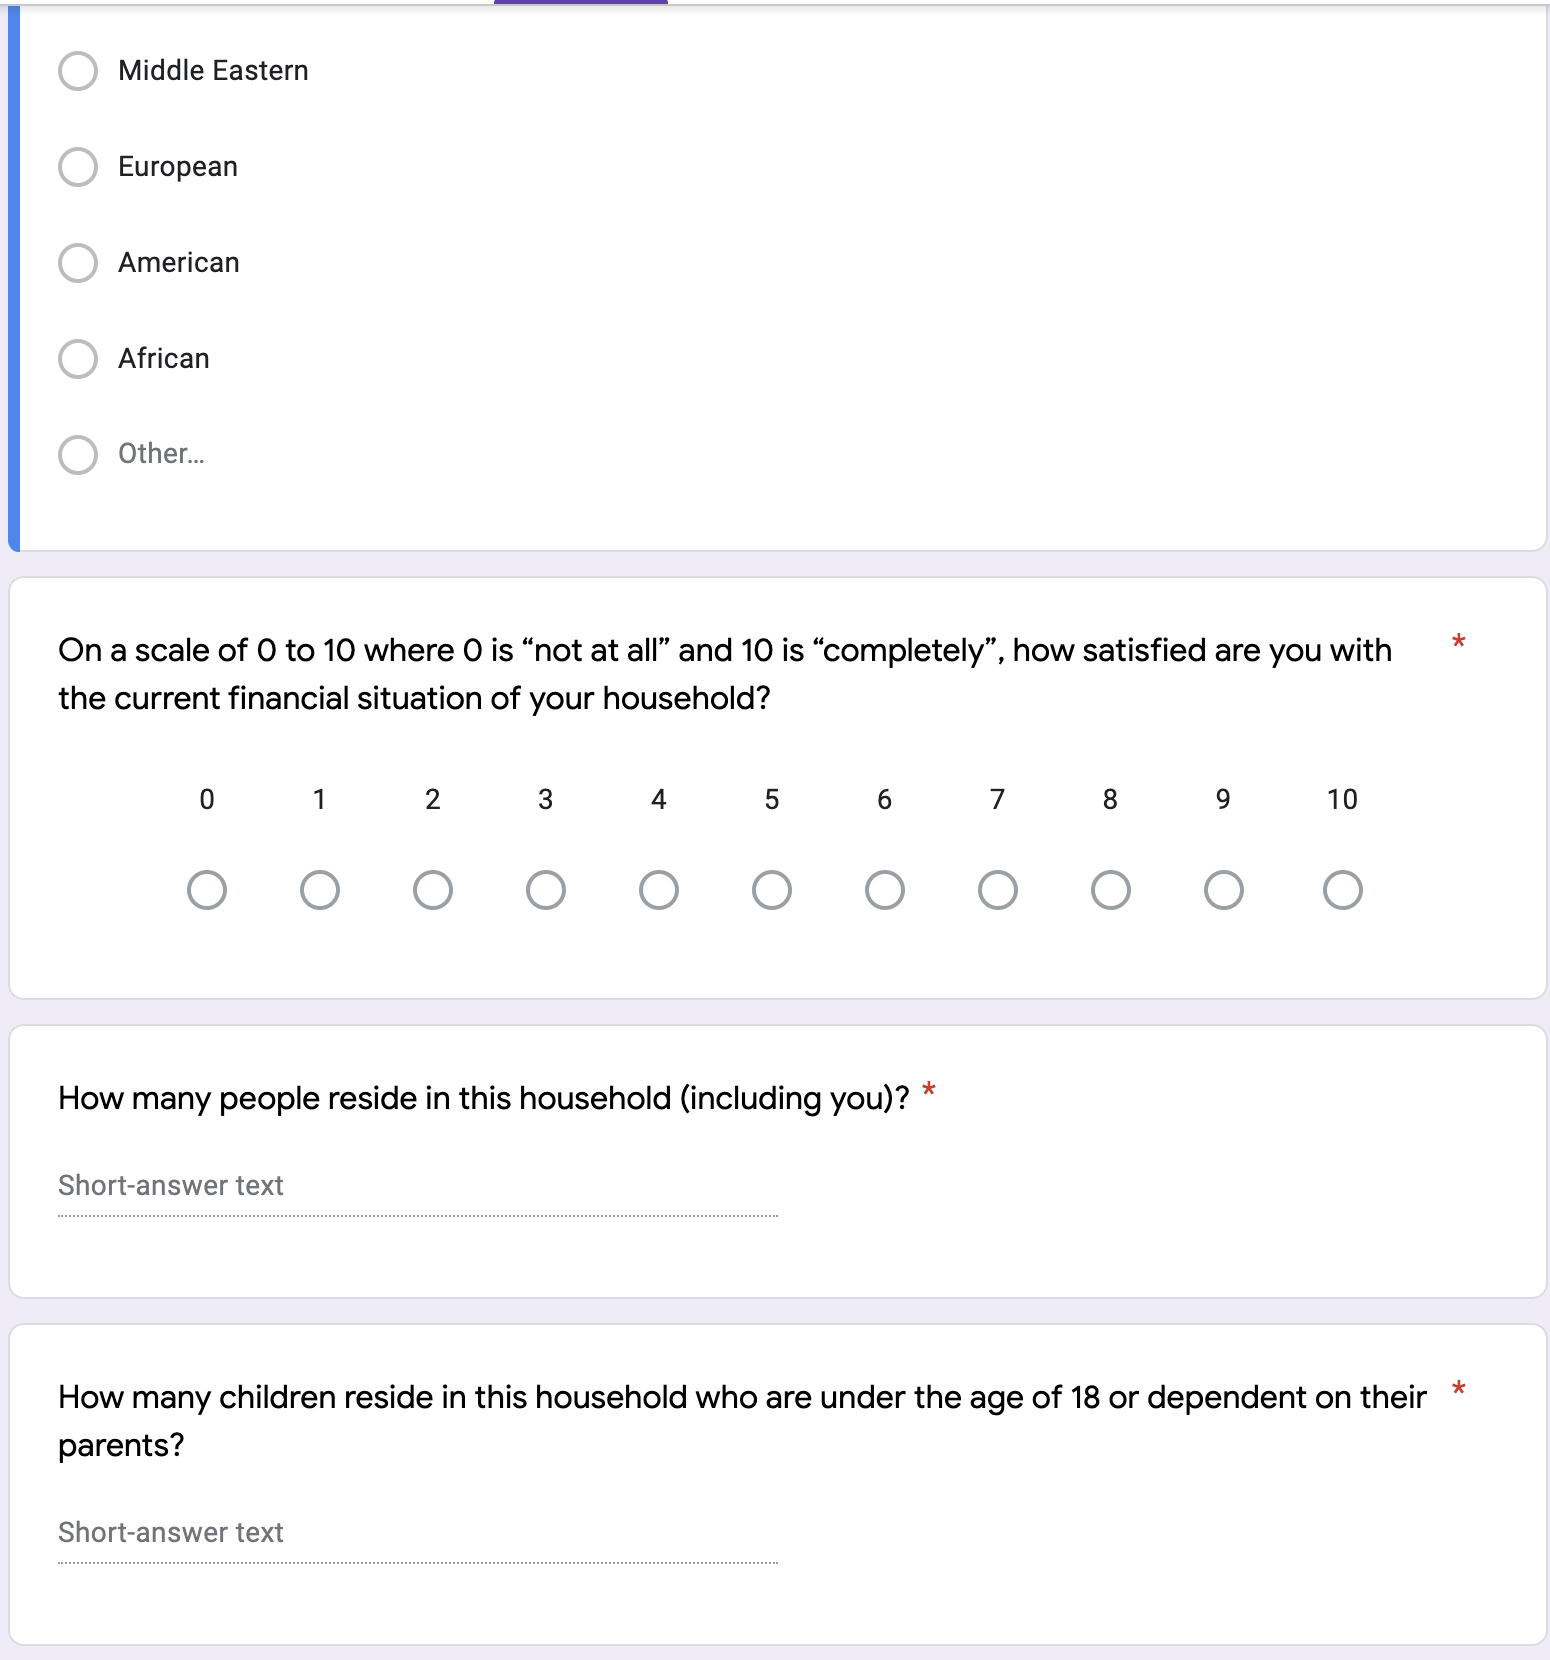 Middle Eastern
European
American
African
Other...
On a scale of 0 to 10 where 0 is “not at all” and 10 is “completely”, how satisfied are you with *
the current financial situation of your household?
0 1 2 3 4 5 6 7 8 9 10
How many people reside in this household (including you)? *
Short-answer text
How many children reside in this household who are under the age of 18 or dependent on their *
parents?
Short-answer text